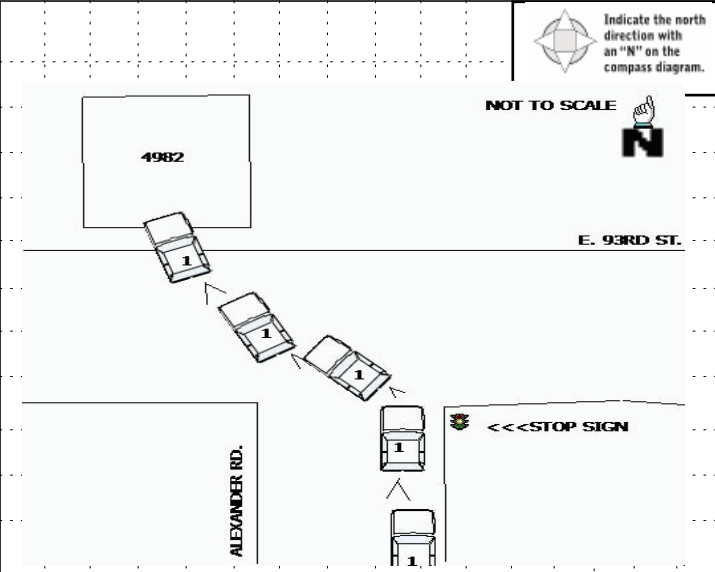 Indicate the north
direction with
an "N" on the
compass diagram.
NOT TO SCALE
N
4982
E. 93RD ST.
1
1
1
1
<<<STOP SIGN
ALEXANDER RD.
1